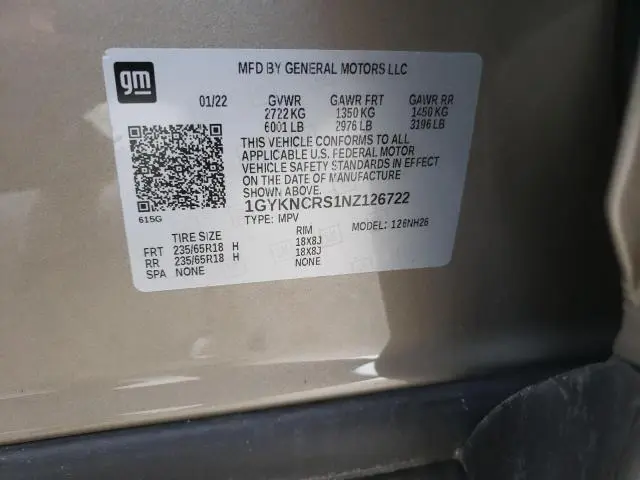 gm
MFD BY GENERAL MOTORS LLC
01/22 GVWR GAWR FRT GAWR RR
2722 KG 1350 KG 1450 KG
6001 LB 2976 LB 3196 LB
THIS VEHICLE CONFORMS TO ALL
APPLICABLE U.S. FEDERAL MOTOR
VEHICLE SAFETY STANDARDS IN EFFECT
ON THE DATE OF MANUFACTURE
SHOWN ABOVE.
1GYKNCRS1NZ126722
615G
TYPE: MPV MODEL: 126NH26
TIRE SIZE RIM
FRT 235/65R18 H 18X8J
RR 235/65R18 H 18X8J
SPA NONE NONE